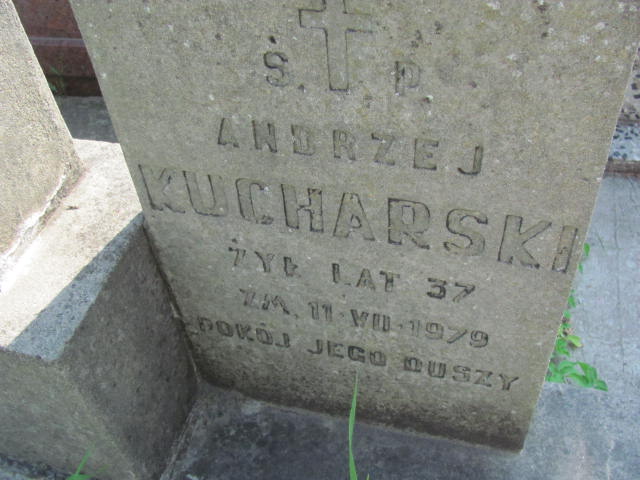 Ś. P
ANDRZEJ
KUCHARSKI
ŻYŁ LAT 37
ZM. 11·VII·1979
POKÓJ JEGO DUSZY